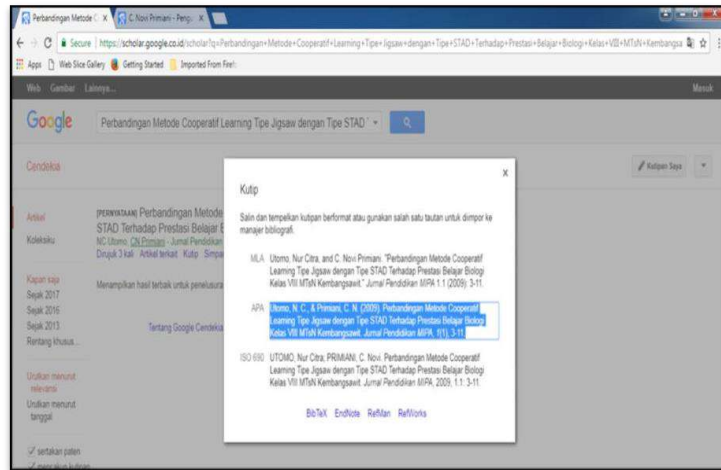 Perbandingan Metode C
C. Novi Primiani - Pengu
Secure | https://scholar.google.co.id/scholar?q=Perbandingan+Metode+Cooperatif+Learning+Tipe+Jigsaw+dengan+Tipe+STAD+Terhadap+Prestasi+Belajar+Biologi+Kelas+VIII+MTsN+Kembangsa
Apps Web Slice Gallery Getting Started Imported From Firef
Web Gambar Lainnya... Masuk
Google Perbandingan Metode Cooperatif Learning Tipe Jigsaw dengan Tipe STAD
Cendekia Kutipan Saya
Artikel
Koleksiku
Kapan saja
Sejak 2017
Sejak 2016
Sejak 2013
Rentang khusus...
Urutkan menurut
relevansi
Urutkan menurut
tanggal
sertakan paten
mencakup kutipan
[PERNYATAAN] Perbandingan Metode
STAD Terhadap Prestasi Belajar B
NC Utomo, CN Primiani - Jurnal Pendidikan
Dirujuk 3 kali Artikel terkait Kutip Simpa
Menampilkan hasil terbaik untuk penelusura
Tentang Google Cendekia
X
Kutip
Salin dan tempelkan kutipan berformat atau gunakan salah satu tautan untuk diimpor ke
manajer bibliografi.
MLA Utomo, Nur Citra, and C. Novi Primiani. "Perbandingan Metode Cooperatif
Learning Tipe Jigsaw dengan Tipe STAD Terhadap Prestasi Belajar Biologi
Kelas VIII MTsN Kembangsawit." Jurnal Pendidikan MIPA 1.1 (2009): 3-11.
APA Utomo, N. C., & Primiani, C. N. (2009). Perbandingan Metode Cooperatif
Learning Tipe Jigsaw dengan Tipe STAD Terhadap Prestasi Belajar Biologi
Kelas VIII MTsN Kembangsawit. Jurnal Pendidikan MIPA, 1(1), 3-11.
ISO 690 UTOMO, Nur Citra; PRIMIANI, C. Novi. Perbandingan Metode Cooperatif
Learning Tipe Jigsaw dengan Tipe STAD Terhadap Prestasi Belajar Biologi
Kelas VIII MTsN Kembangsawit. Jurnal Pendidikan MIPA, 2009, 1.1: 3-11.
BibTeX EndNote RefMan RefWorks